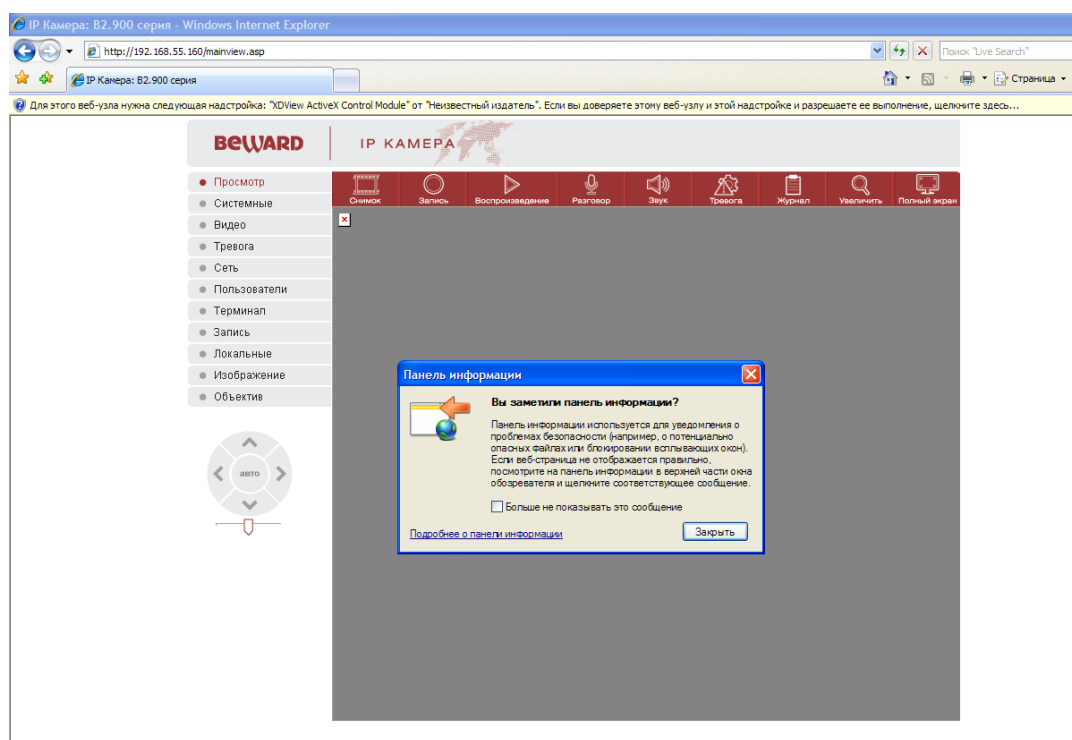 IP Камера: B2.900 серия - Windows Internet Explorer
http://192.168.55.160/mainview.asp
Поиск "Live Search"
IP Камера: B2.900 серия
Страница
Для этого веб-узла нужна следующая надстройка: "XDView ActiveX Control Module" от "Неизвестный издатель". Если вы доверяете этому веб-узлу и этой надстройке и разрешаете ее выполнение, щелкните здесь...
BEWARD
IP КАМЕРА
Снимок Запись Воспроизведение Разговор Звук Тревога Журнал Увеличить Полный экран
Просмотр
Системные
Видео
Тревога
Сеть
Пользователи
Терминал
Запись
Локальные
Изображение
Объектив
авто
Панель информации
Вы заметили панель информации?
Панель информации используется для уведомления о
проблемах безопасности (например, о потенциально
опасных файлах или блокировании всплывающих окон).
Если веб-страница не отображается правильно,
посмотрите на панель информации в верхней части окна
обозревателя и щелкните соответствующее сообщение.
Больше не показывать это сообщение
Подробнее о панели информации
Закрыть